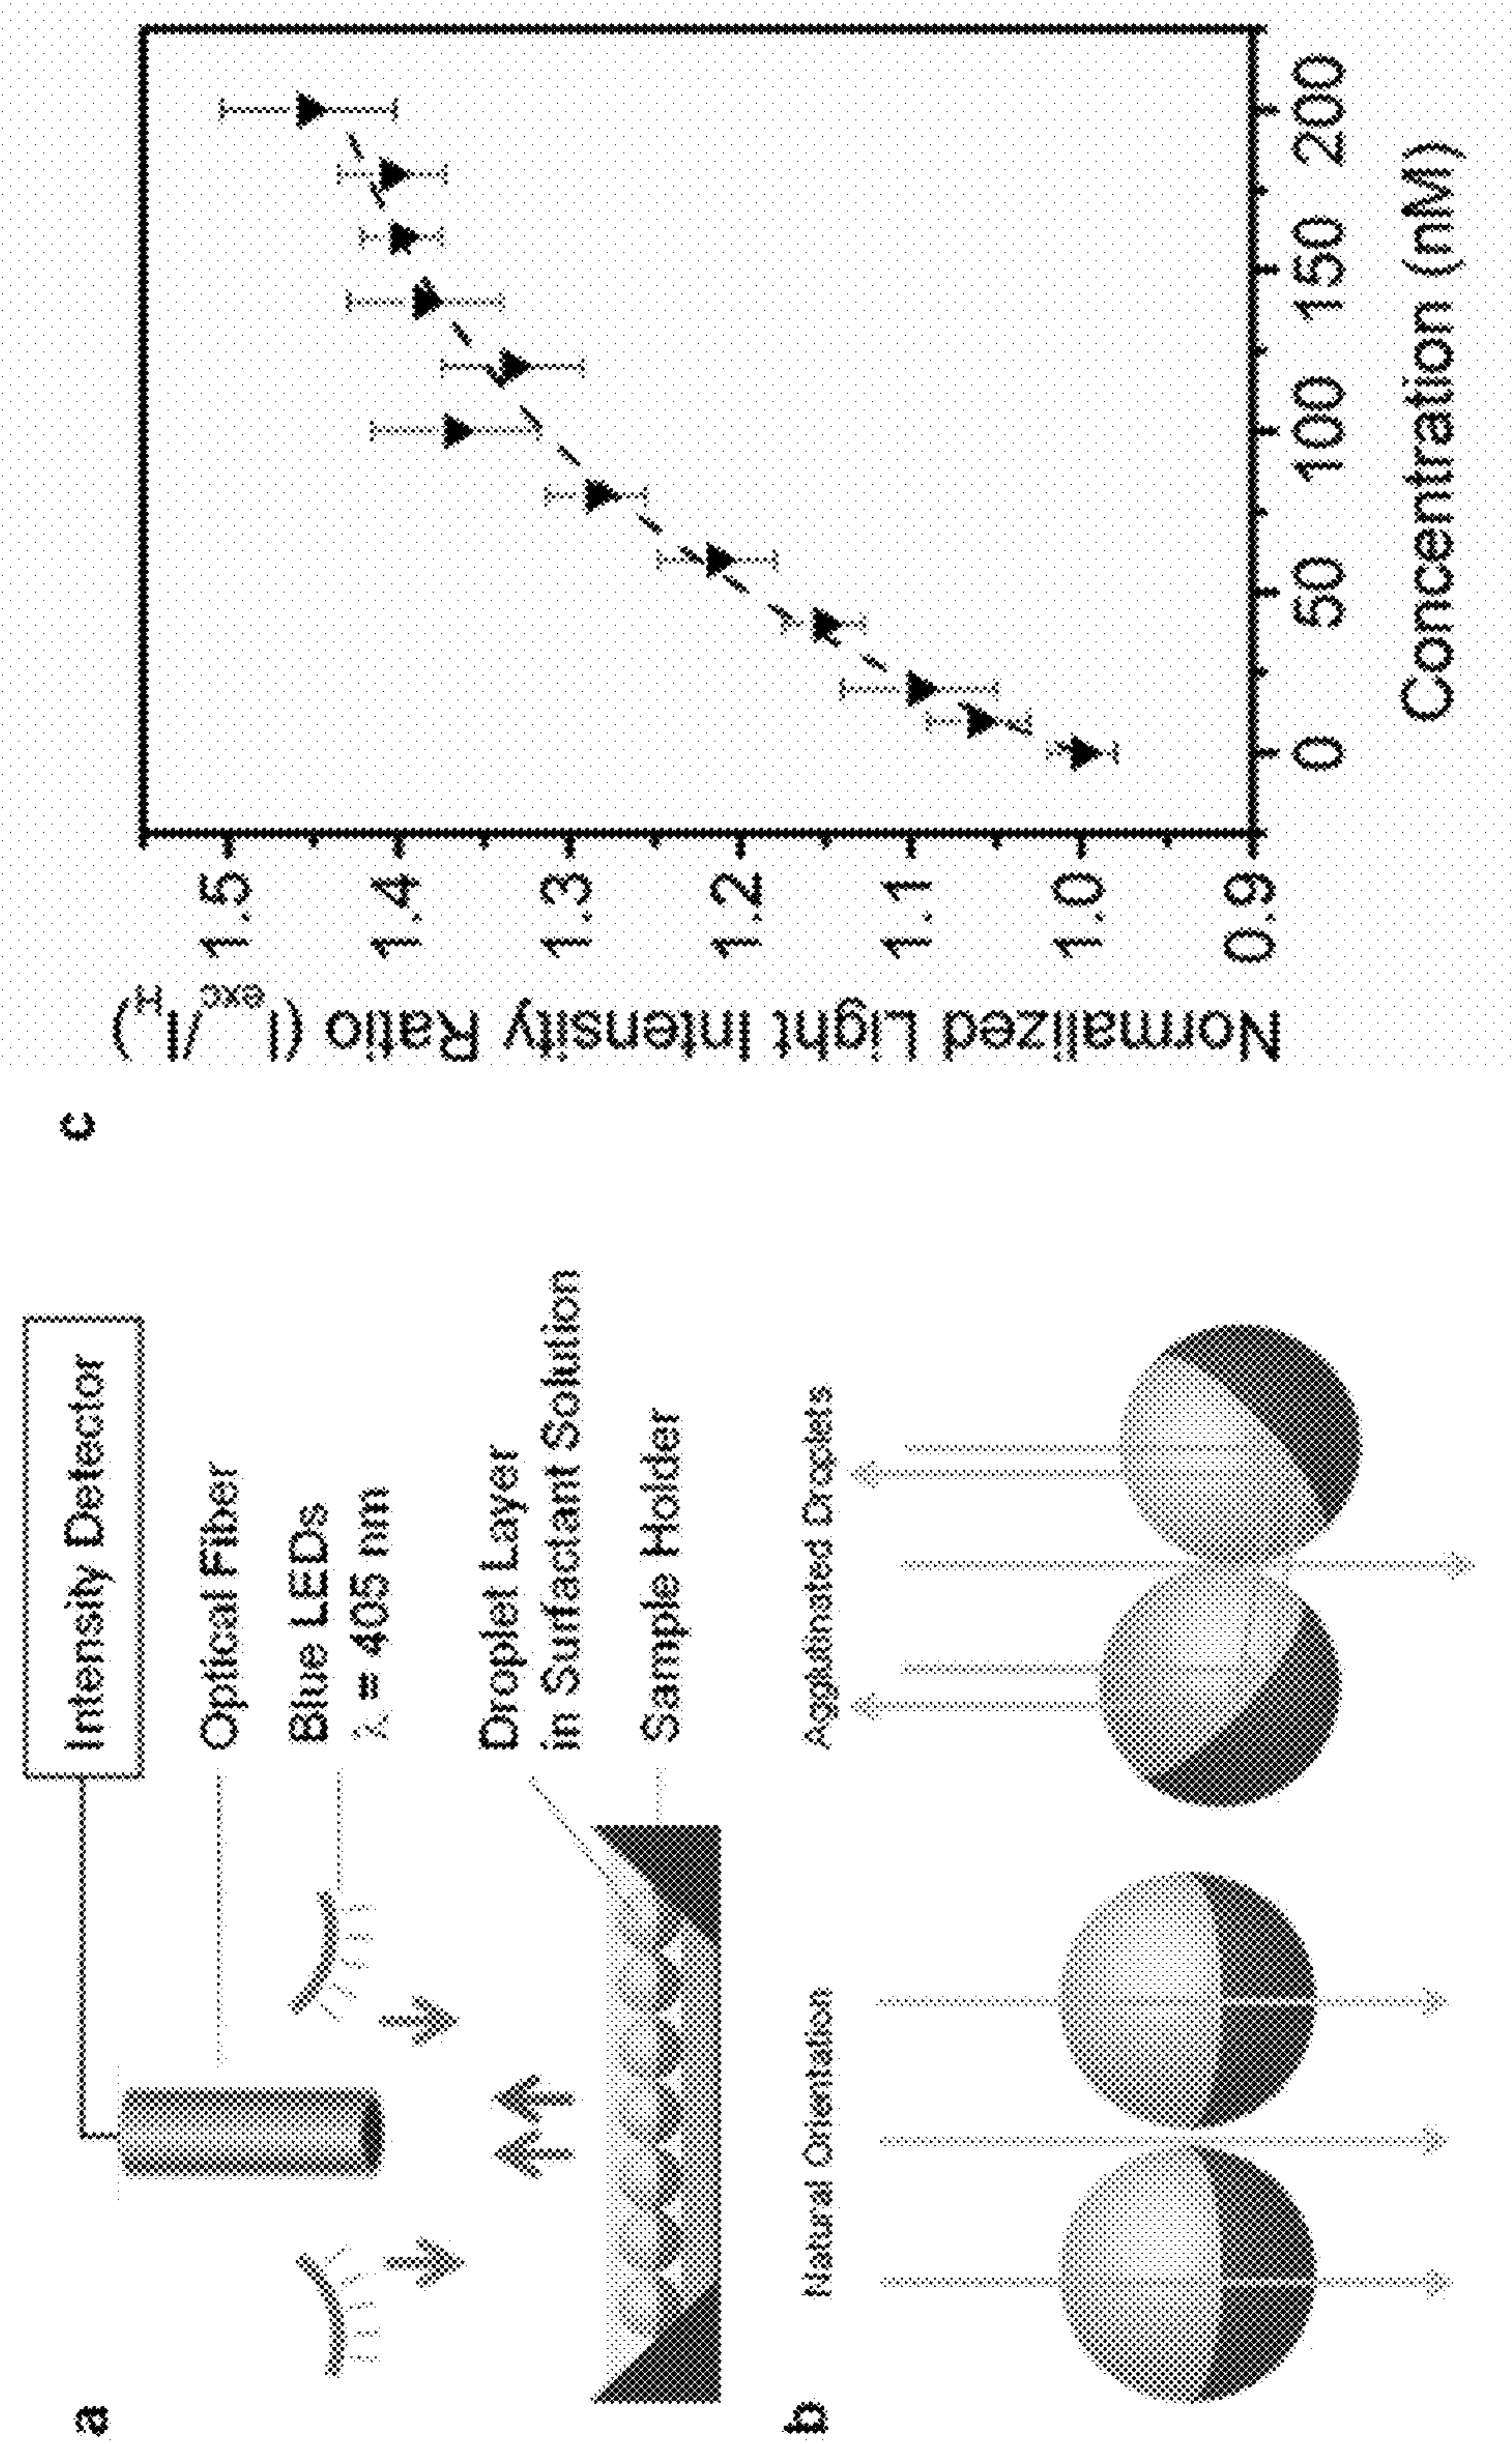 a
Intensity Detector
Optical Fiber
Blue LEDs
λ = 405 nm
Droplet Layer
in Surfactant Solution
Sample Holder
b
Natural Orientation
Agglutinated Droplets
c
Normalized Light Intensity Ratio (I exc/I H)
1.5
1.4
1.3
1.2
1.1
1.0
0.9
0 50 100 150 200
Concentration (nM)